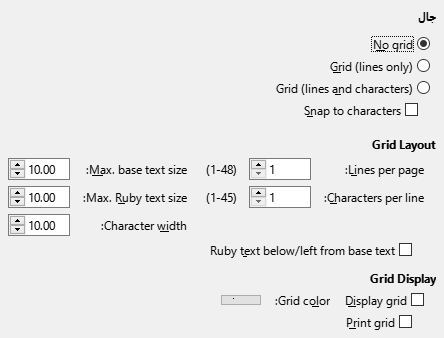 جال
No grid
Grid (lines only)
Grid (lines and characters)
Snap to characters
Grid Layout
Lines per page: 1 (1-48) Max. base text size: 10.00
Characters per line: 1 (1-45) Max. Ruby text size: 10.00
Character width: 10.00
Ruby text below/left from base text
Grid Display
Display grid Grid color:
Print grid